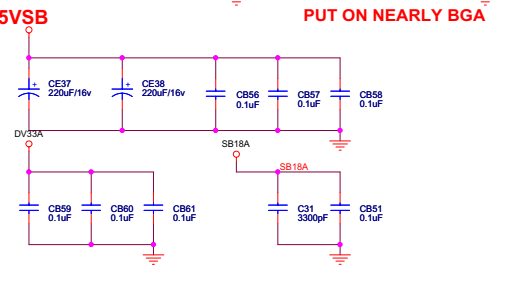 5VSB
PUT ON NEARLY BGA
CE37
220uF/16v
CE38
220uF/16v
CB56
0.1uF
CB57
0.1uF
CB58
0.1uF
DV33A
SB18A
SB18A
CB59
0.1uF
CB60
0.1uF
CB61
0.1uF
C31
3300pF
CB51
0.1uF